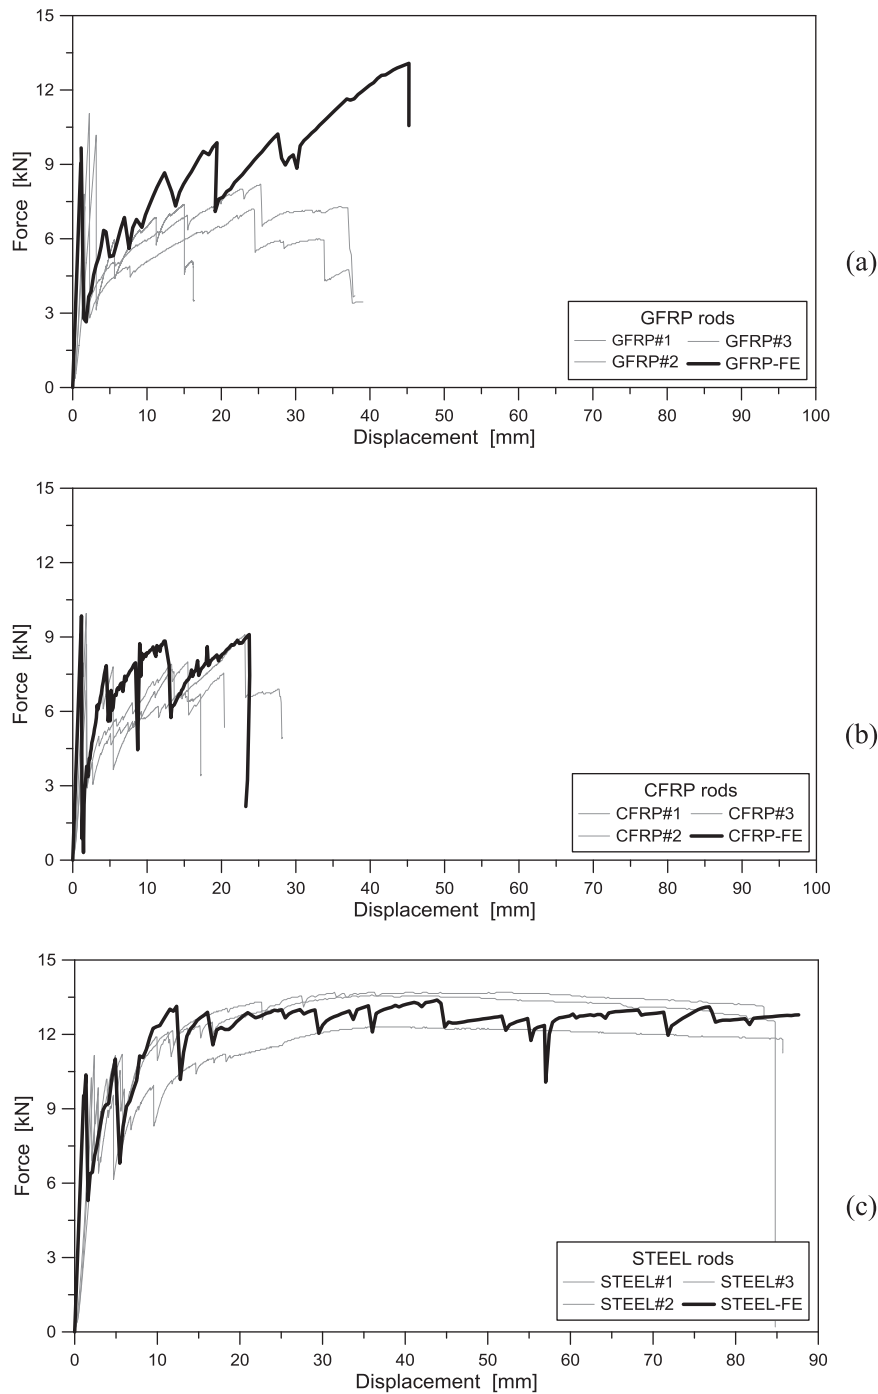 15
12
9
6
3
0
Force [kN]
(a)
GFRP rods
GFRP#1 GFRP#3
GFRP#2 GFRP-FE
0 10 20 30 40 50 60 70 80 90 100
Displacement [mm]
15
12
9
6
3
0
Force [kN]
(b)
CFRP rods
CFRP#1 CFRP#3
CFRP#2 CFRP-FE
0 10 20 30 40 50 60 70 80 90 100
Displacement [mm]
15
12
9
6
3
0
Force [kN]
(c)
STEEL rods
STEEL#1 STEEL#3
STEEL#2 STEEL-FE
0 10 20 30 40 50 60 70 80 90
Displacement [mm]